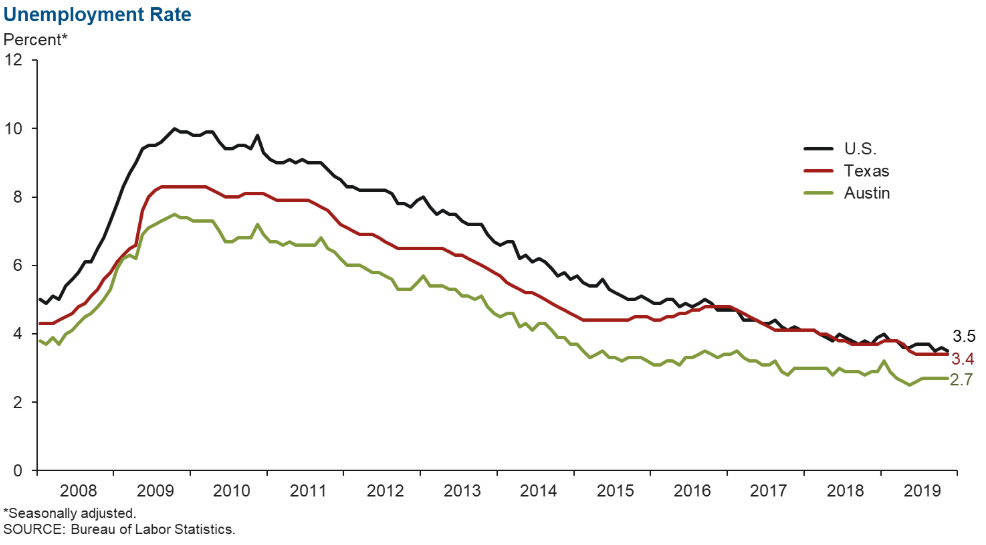 Unemployment Rate
Percent*
12
10
8
6
4
2
0
U.S.
Texas
Austin
3.5
3.4
2.7
2008 2009 2010 2011 2012 2013 2014 2015 2016 2017 2018 2019
*Seasonally adjusted.
SOURCE: Bureau of Labor Statistics.